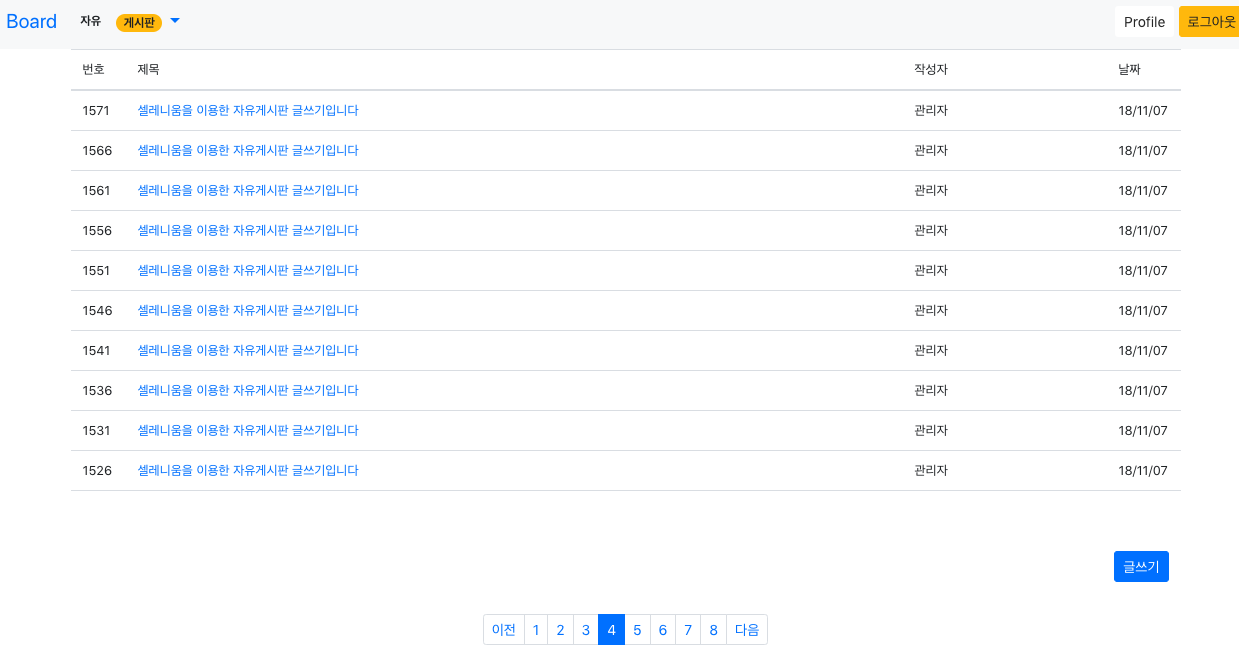 Board 자유 게시판 Profile 로그아웃
번호 제목 작성자 날짜
1571 셀레니움을 이용한 자유게시판 글쓰기입니다 관리자 18/11/07
1566 셀레니움을 이용한 자유게시판 글쓰기입니다 관리자 18/11/07
1561 셀레니움을 이용한 자유게시판 글쓰기입니다 관리자 18/11/07
1556 셀레니움을 이용한 자유게시판 글쓰기입니다 관리자 18/11/07
1551 셀레니움을 이용한 자유게시판 글쓰기입니다 관리자 18/11/07
1546 셀레니움을 이용한 자유게시판 글쓰기입니다 관리자 18/11/07
1541 셀레니움을 이용한 자유게시판 글쓰기입니다 관리자 18/11/07
1536 셀레니움을 이용한 자유게시판 글쓰기입니다 관리자 18/11/07
1531 셀레니움을 이용한 자유게시판 글쓰기입니다 관리자 18/11/07
1526 셀레니움을 이용한 자유게시판 글쓰기입니다 관리자 18/11/07
글쓰기
이전 1 2 3 4 5 6 7 8 다음